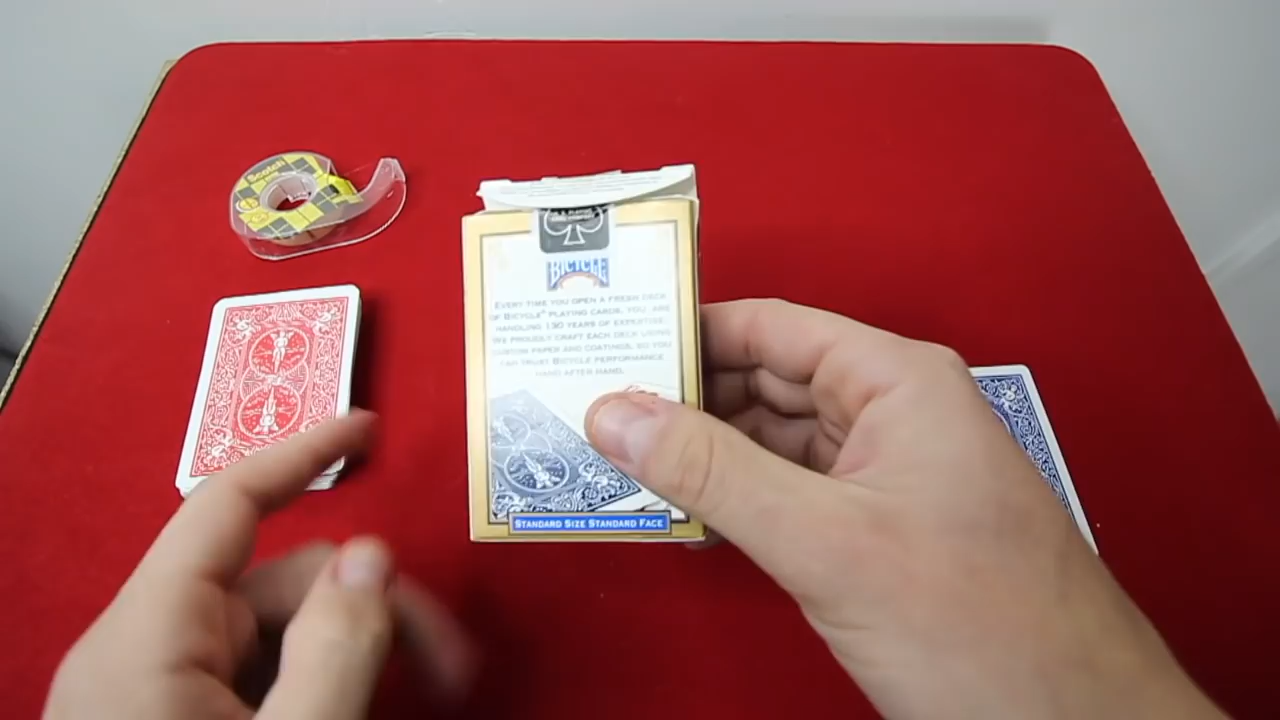 Scotch
BICYCLE
EVERY TIME YOU OPEN A FRESH DECK
OF BICYCLE® PLAYING CARDS, YOU ARE
HANDLING 130 YEARS OF EXPERTISE.
WE PROUDLY CRAFT EACH DECK USING
CUSTOM PAPER AND COATINGS, SO YOU
CAN TRUST BICYCLE PERFORMANCE
HAND AFTER HAND.
STANDARD SIZE STANDARD FACE